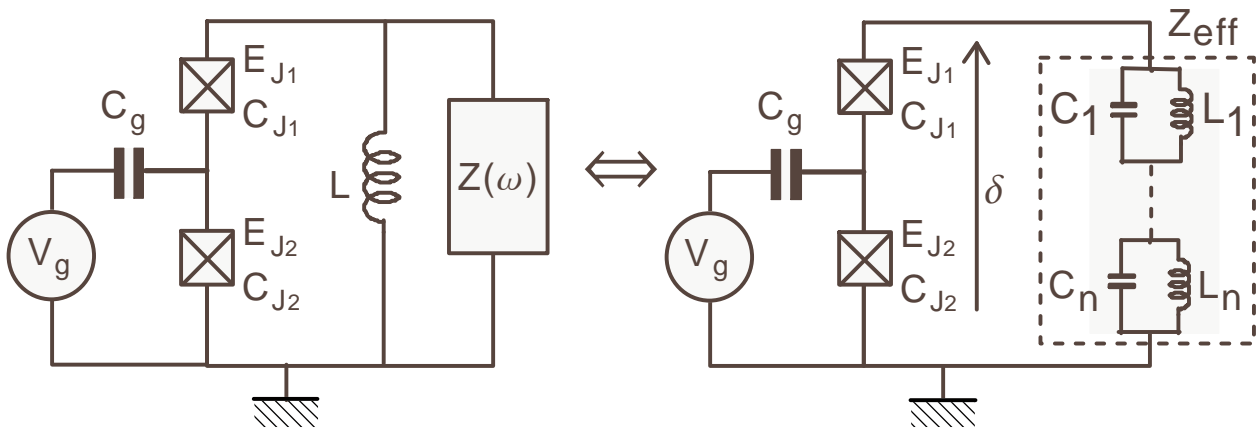 E_J1
C_J1
C_g
L
Z(ω)
E_J2
C_J2
V_g
Z_eff
E_J1
C_J1
C_g
C_1
L_1
δ
E_J2
C_J2
V_g
C_n
L_n